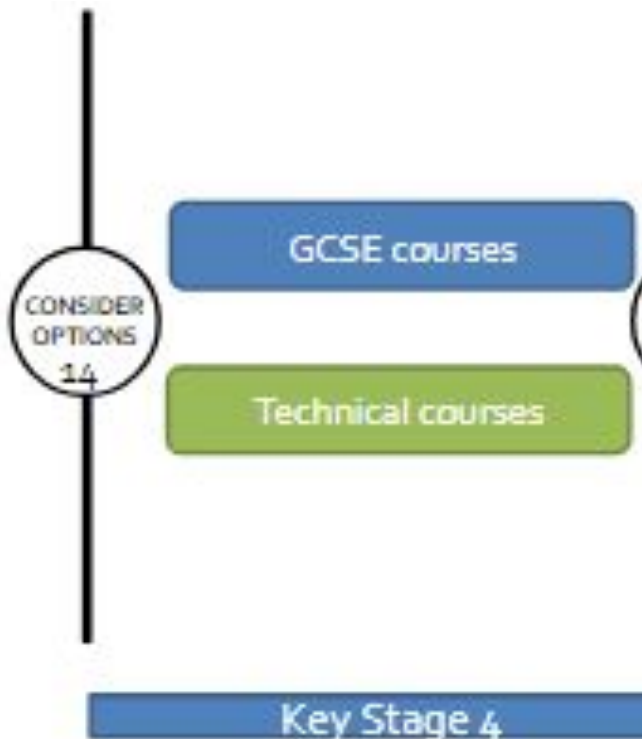 GCSE courses
CONSIDER
OPTIONS
14
Technical courses
Key Stage 4